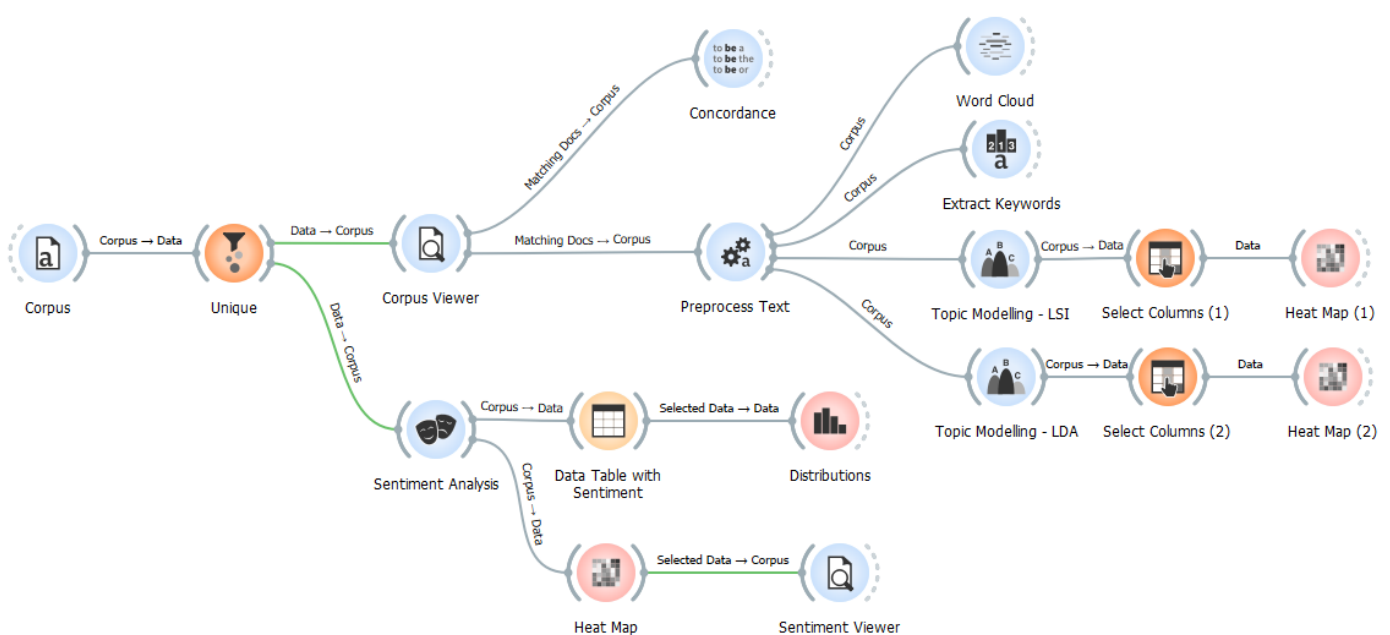 to be a
to be the
to be or
Concordance
Word Cloud
Matching Docs → Corpus
Corpus
213
a
Extract Keywords
Corpus
a
Corpus
Corpus → Data
Unique
Data → Corpus
Corpus Viewer
Matching Docs → Corpus
a
Preprocess Text
Corpus
A B C
Topic Modelling - LSI
Corpus → Data
Select Columns (1)
Data
Heat Map (1)
Corpus
A B C
Topic Modelling - LDA
Corpus → Data
Select Columns (2)
Data
Heat Map (2)
Data → Corpus
Sentiment Analysis
Corpus → Data
Data Table with
Sentiment
Selected Data → Data
Distributions
Corpus → Data
Heat Map
Selected Data → Corpus
Sentiment Viewer